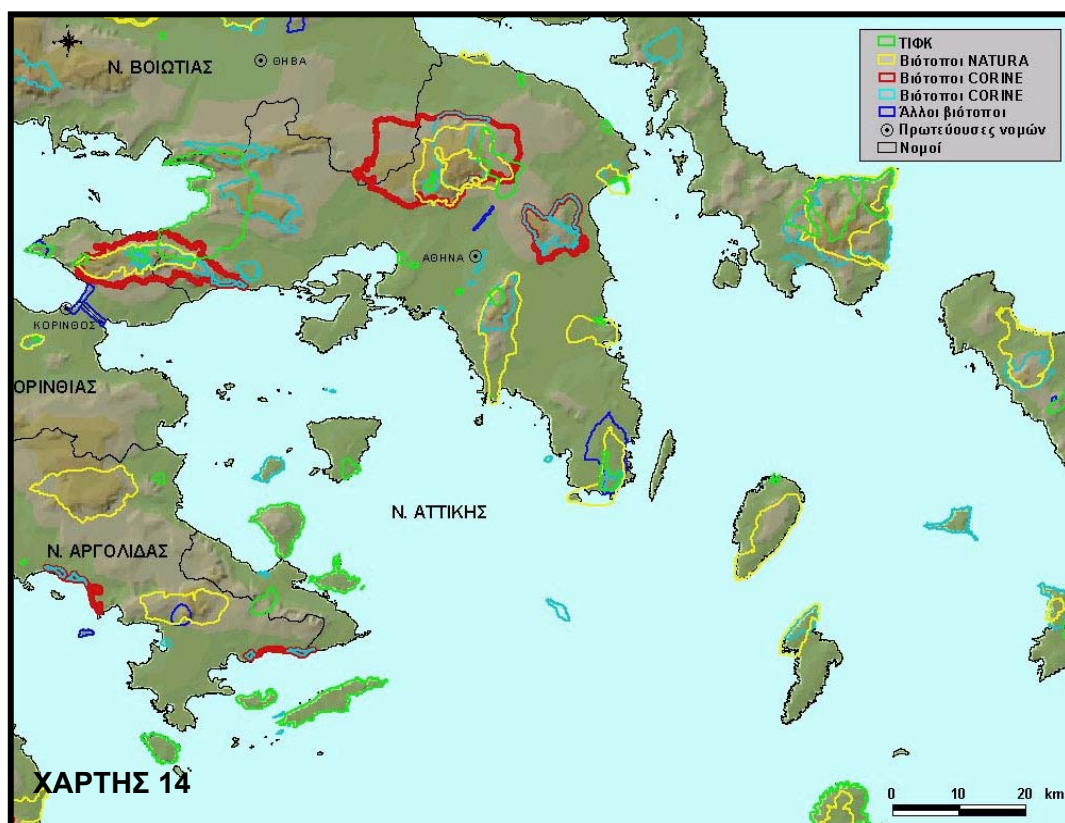 Ν. ΒΟΙΩΤΙΑΣ
ΘΗΒΑ
ΤΙΦΚ
Βιότοποι NATURA
Βιότοποι CORINE
Βιότοποι CORINE
Άλλοι βιότοποι
Πρωτεύουσες νομών
Νομοί
ΑΘΗΝΑ
ΚΟΡΙΝΘΟΣ
ΟΡΙΝΘΙΑΣ
Ν. ΑΤΤΙΚΗΣ
Ν. ΑΡΓΟΛΙΔΑΣ
ΧΑΡΤΗΣ 14
0 10 20 km